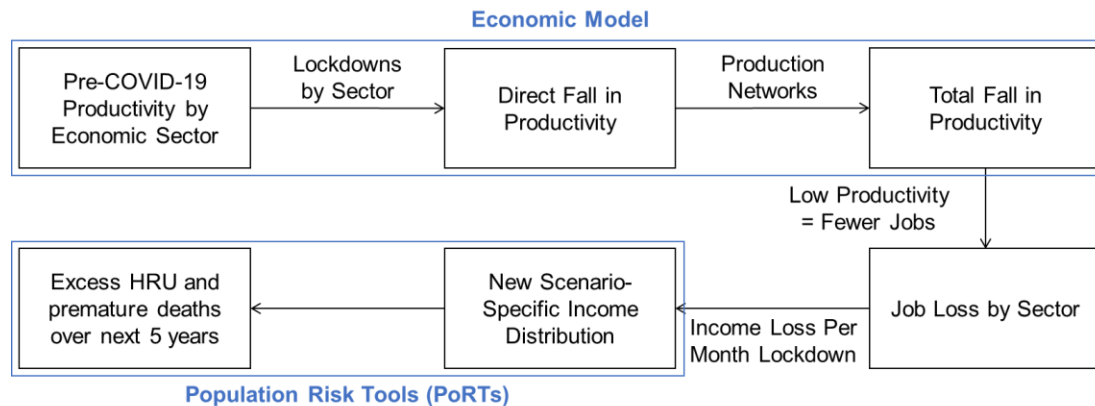 Economic Model
Pre-COVID-19
Productivity by
Economic Sector
Lockdowns
by Sector
Direct Fall in
Productivity
Production
Networks
Total Fall in
Productivity
Low Productivity
= Fewer Jobs
Job Loss by Sector
Income Loss Per
Month Lockdown
New Scenario-
Specific Income
Distribution
Excess HRU and
premature deaths
over next 5 years
Population Risk Tools (PoRTs)